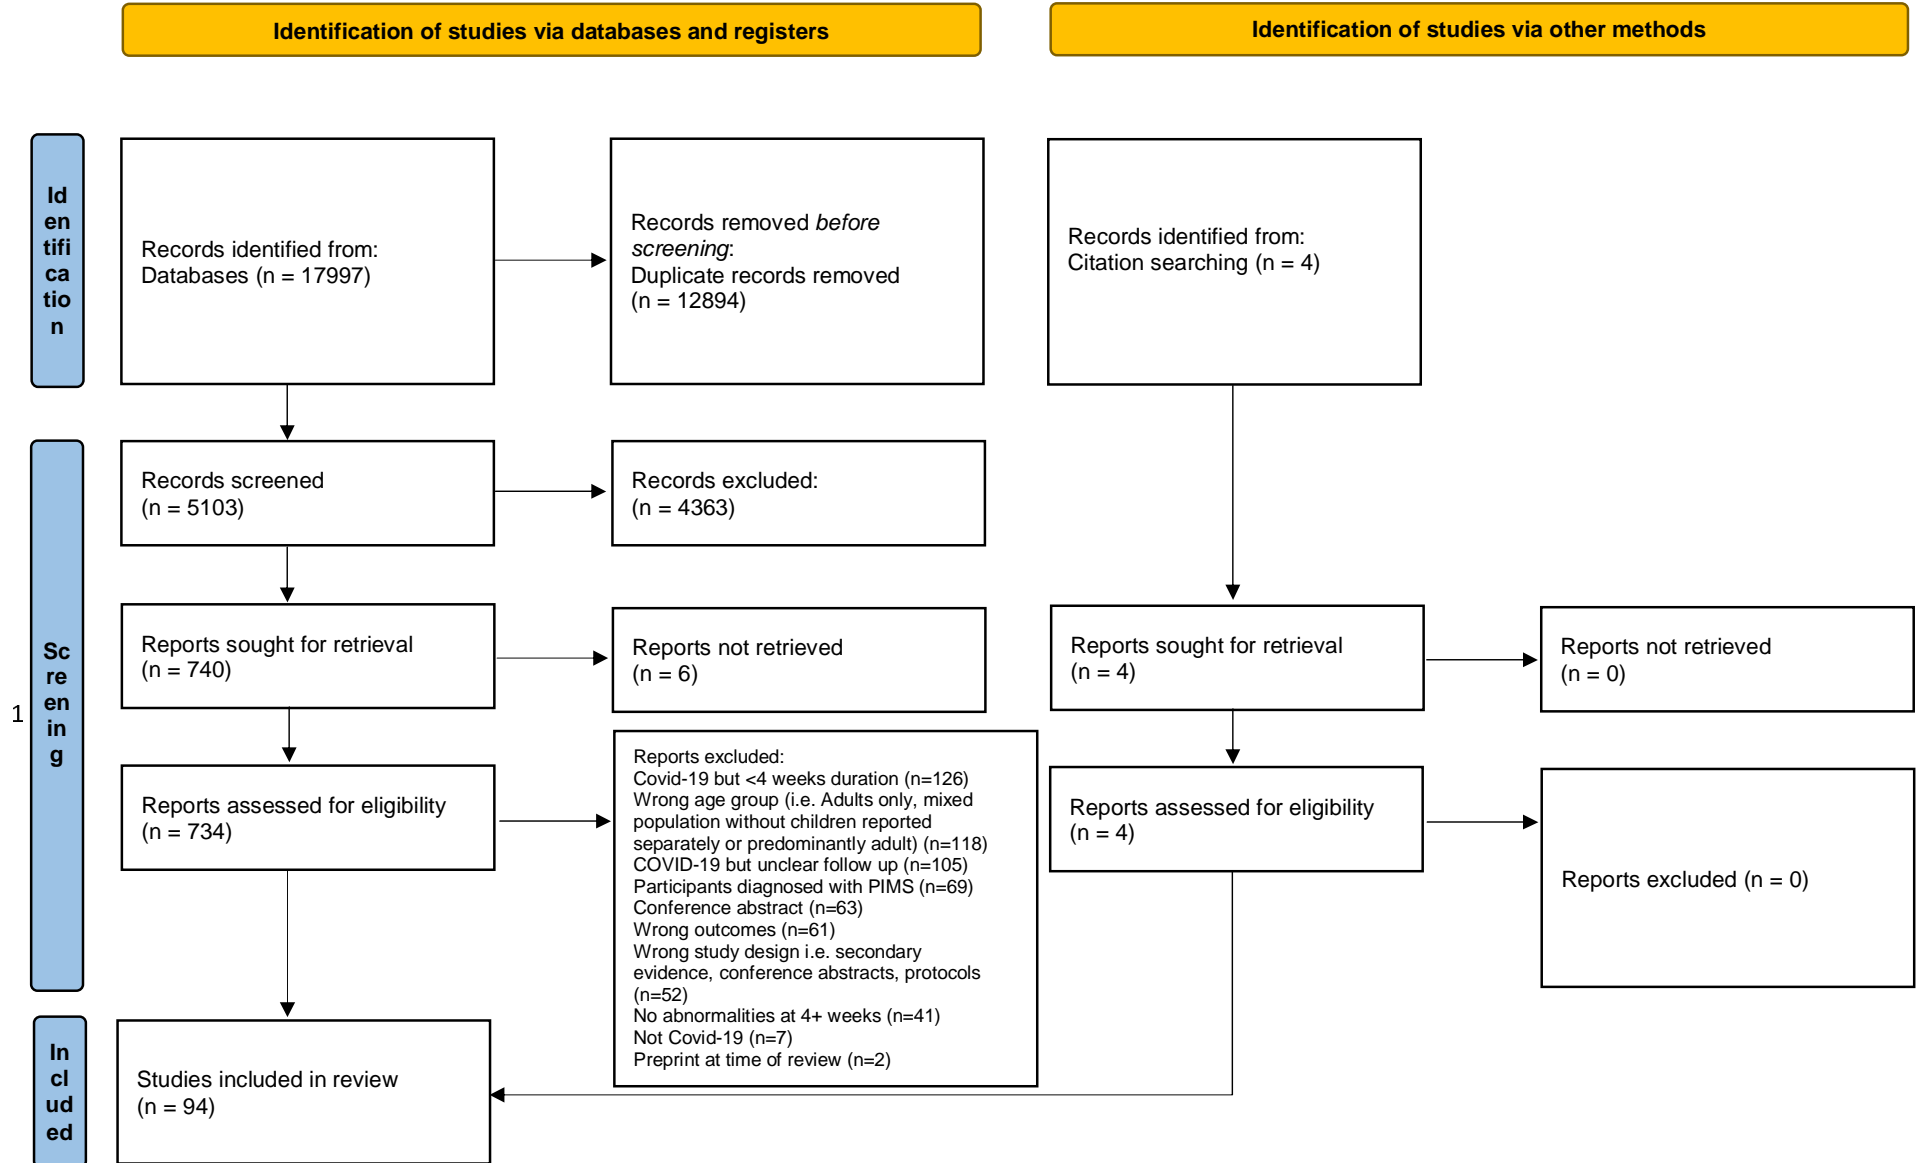 Identification of studies via databases and registers
Identification of studies via other methods
Id
en
tifi
ca
tio
n
Records identified from:
Databases (n = 17997)
Records removed before
screening:
Duplicate records removed
(n = 12894)
Records identified from:
Citation searching (n = 4)
1
Sc
re
en
in
g
Records screened
(n = 5103)
Records excluded:
(n = 4363)
Reports sought for retrieval
(n = 740)
Reports not retrieved
(n = 6)
Reports sought for retrieval
(n = 4)
Reports not retrieved
(n = 0)
Reports assessed for eligibility
(n = 734)
Reports excluded:
Covid-19 but <4 weeks duration (n=126)
Wrong age group (i.e. Adults only, mixed
population without children reported
separately or predominantly adult) (n=118)
COVID-19 but unclear follow up (n=105)
Participants diagnosed with PIMS (n=69)
Conference abstract (n=63)
Wrong outcomes (n=61)
Wrong study design i.e. secondary
evidence, conference abstracts, protocols
(n=52)
No abnormalities at 4+ weeks (n=41)
Not Covid-19 (n=7)
Preprint at time of review (n=2)
Reports assessed for eligibility
(n = 4)
Reports excluded (n = 0)
In
cl
ud
ed
Studies included in review
(n = 94)